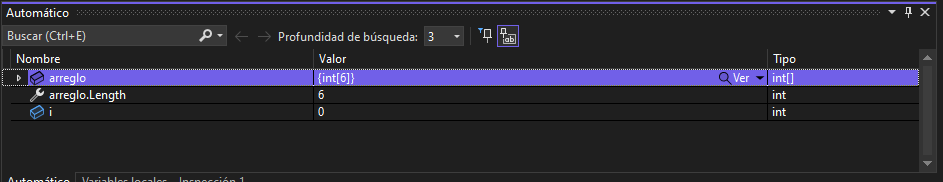 Automático
Buscar (Ctrl+E) Profundidad de búsqueda: 3
Nombre Valor Tipo
arreglo {int[6]} Ver int[]
arreglo.Length 6 int
i 0 int
Automático Variables locales Inspección 1